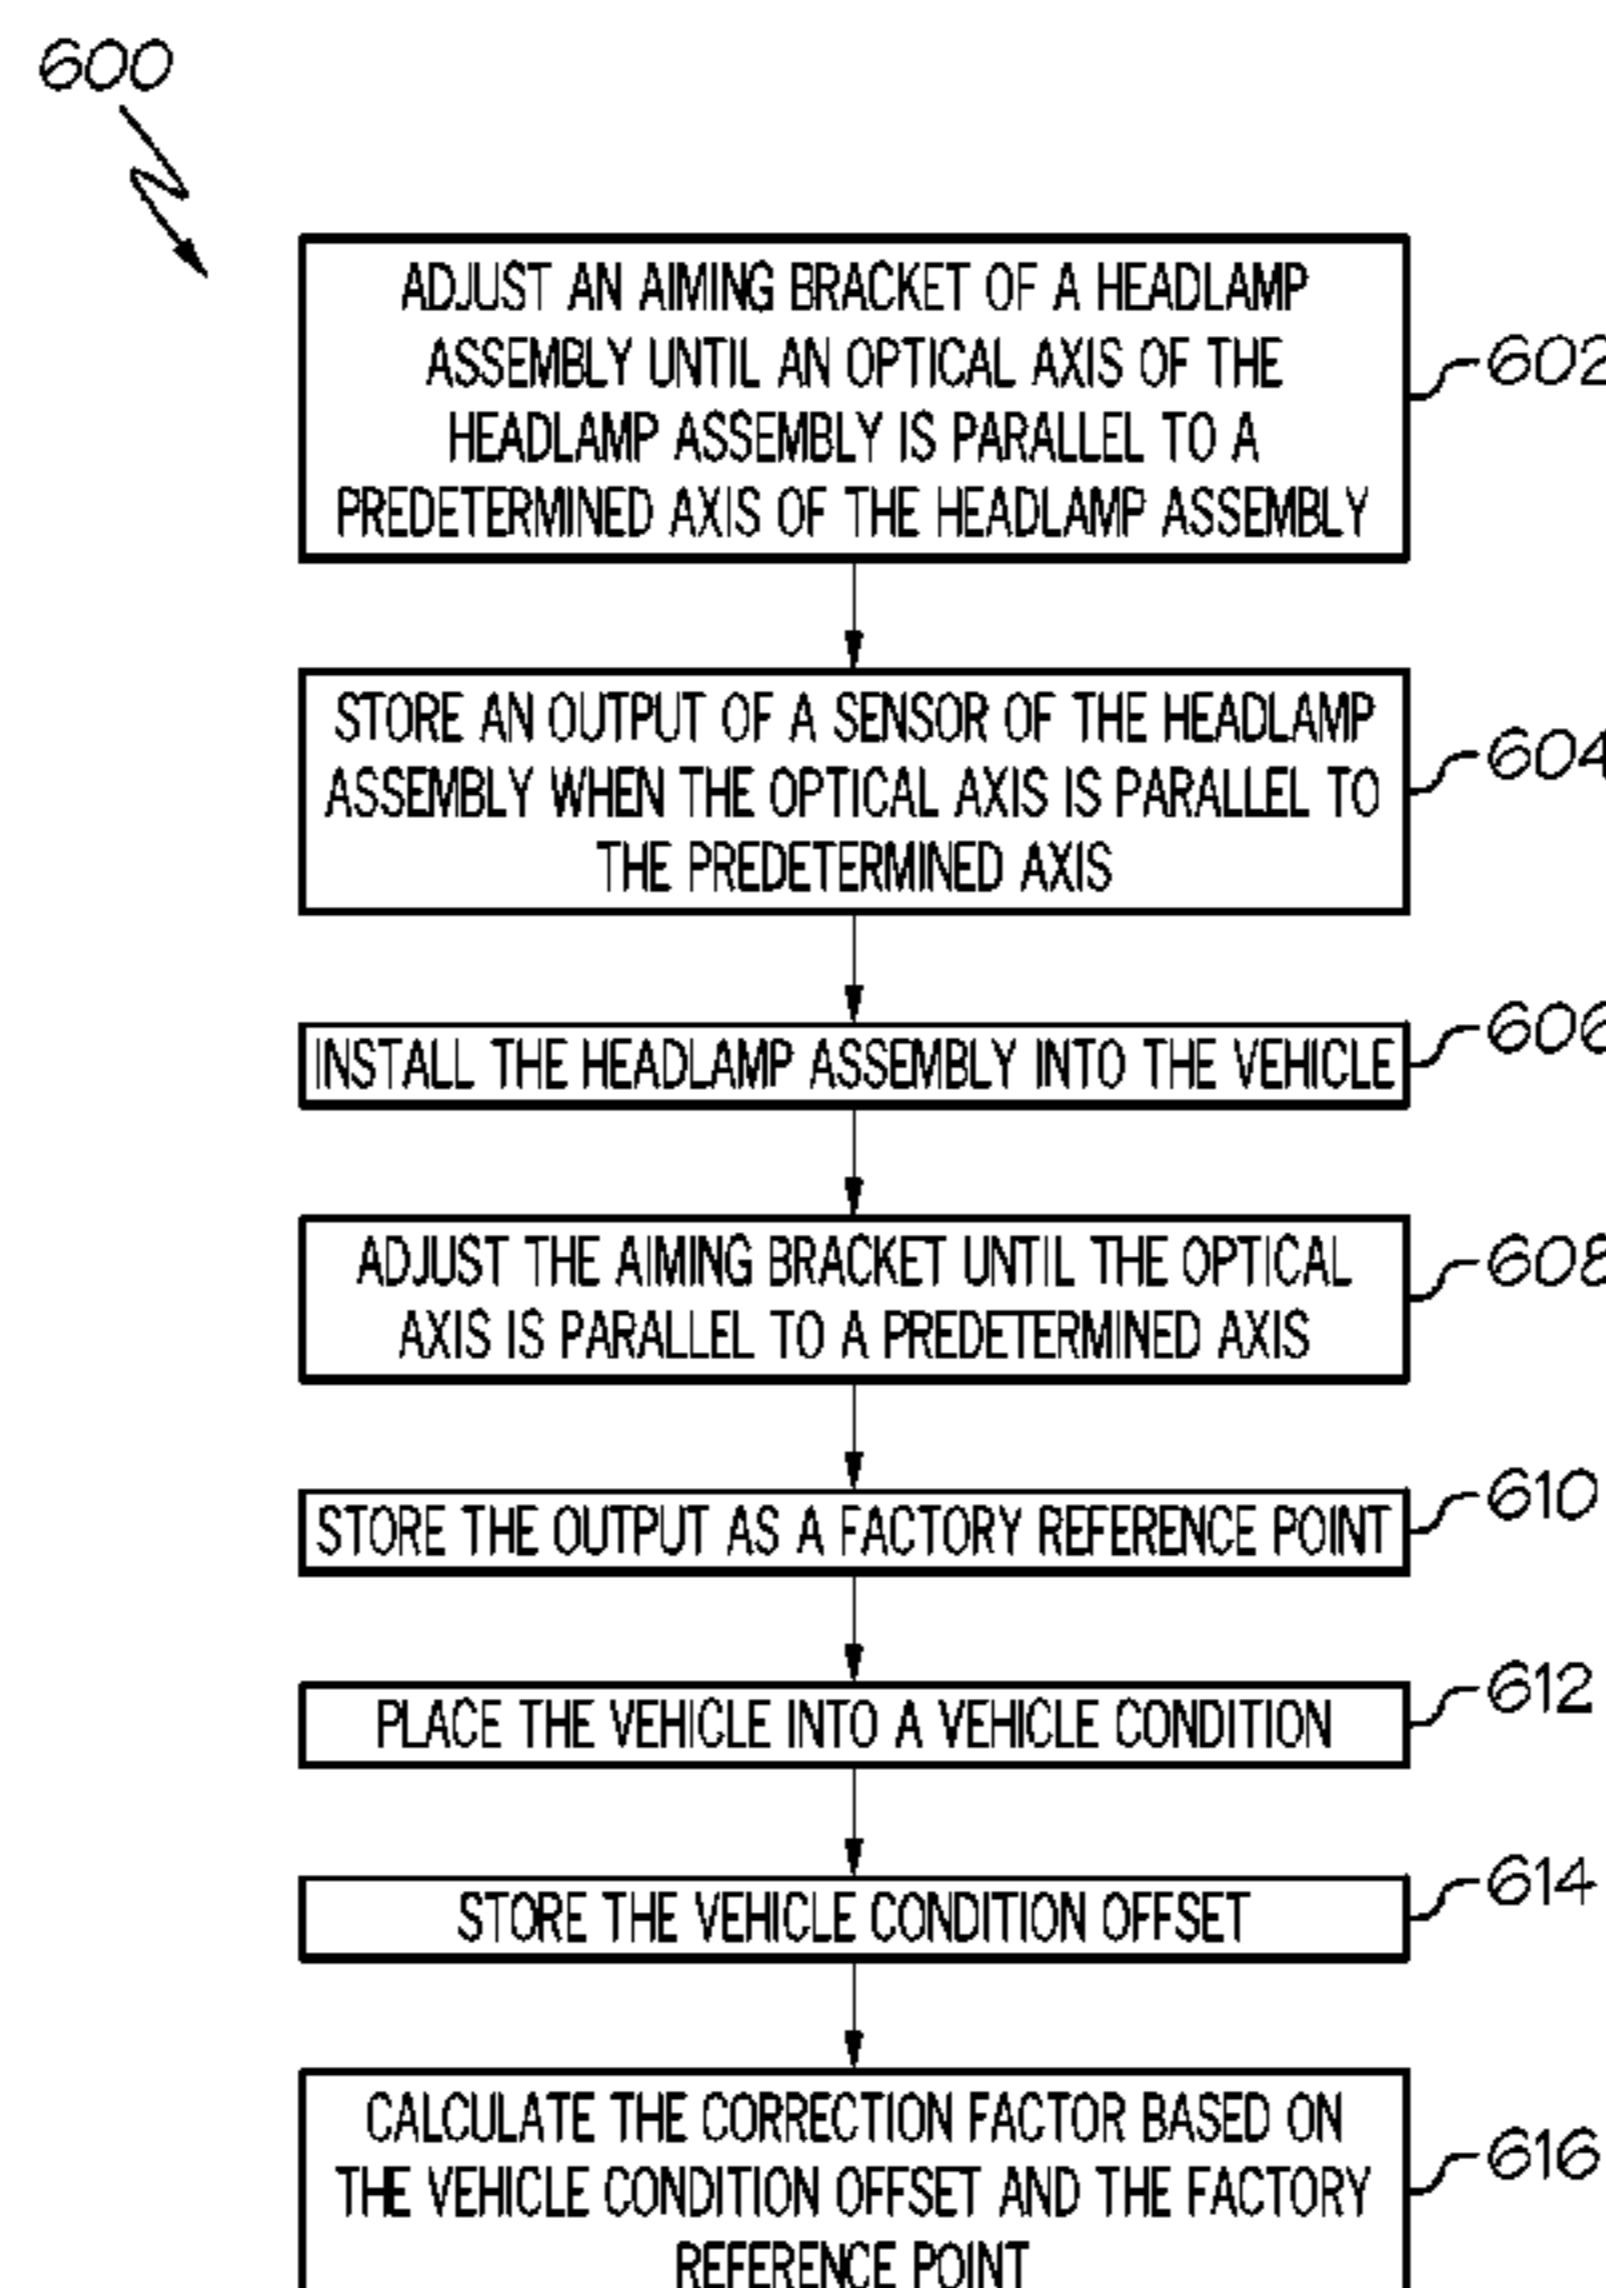 600
ADJUST AN AIMING BRACKET OF A HEADLAMP
ASSEMBLY UNTIL AN OPTICAL AXIS OF THE
HEADLAMP ASSEMBLY IS PARALLEL TO A
PREDETERMINED AXIS OF THE HEADLAMP ASSEMBLY
602
STORE AN OUTPUT OF A SENSOR OF THE HEADLAMP
ASSEMBLY WHEN THE OPTICAL AXIS IS PARALLEL TO
THE PREDETERMINED AXIS
604
INSTALL THE HEADLAMP ASSEMBLY INTO THE VEHICLE
606
ADJUST THE AIMING BRACKET UNTIL THE OPTICAL
AXIS IS PARALLEL TO A PREDETERMINED AXIS
608
STORE THE OUTPUT AS A FACTORY REFERENCE POINT
610
PLACE THE VEHICLE INTO A VEHICLE CONDITION
612
STORE THE VEHICLE CONDITION OFFSET
614
CALCULATE THE CORRECTION FACTOR BASED ON
THE VEHICLE CONDITION OFFSET AND THE FACTORY
REFERENCE POINT
616